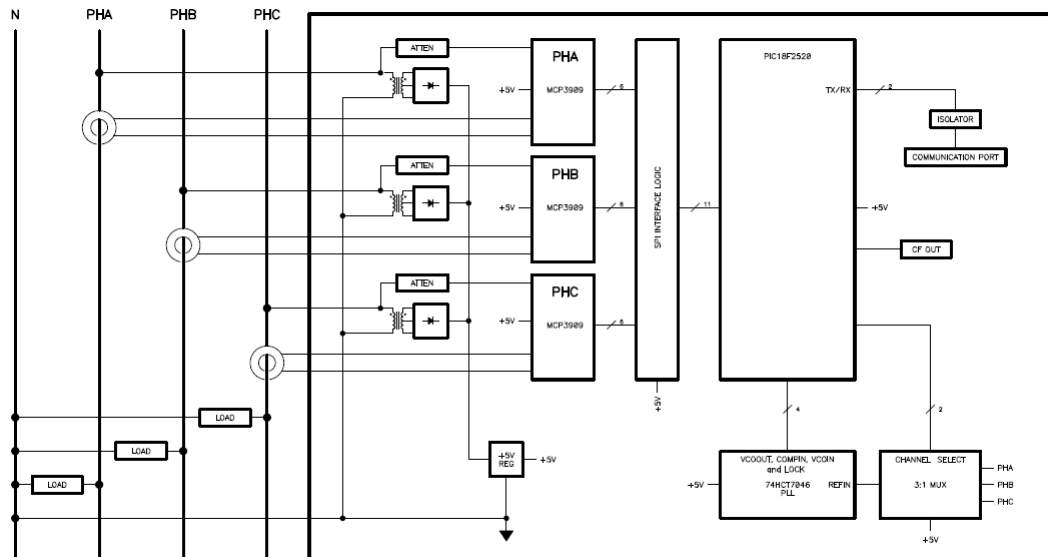 N PHA PHB PHC
ATTEN
PHA
MCP3909
+5V
6
PIC18F2520
TX/RX
2
ISOLATOR
COMMUNICATION PORT
ATTEN
PHB
MCP3909
+5V
6
SPI INTERFACE LOGIC
11
+5V
CF OUT
ATTEN
PHC
MCP3909
+5V
6
+5V
4
2
LOAD
LOAD
LOAD
+5V
REG
+5V
VCOOUT, COMPIN, VCOIN
and LOCK
74HCT7046
PLL
REFIN
+5V
CHANNEL SELECT
3:1 MUX
PHA
PHB
PHC
+5V